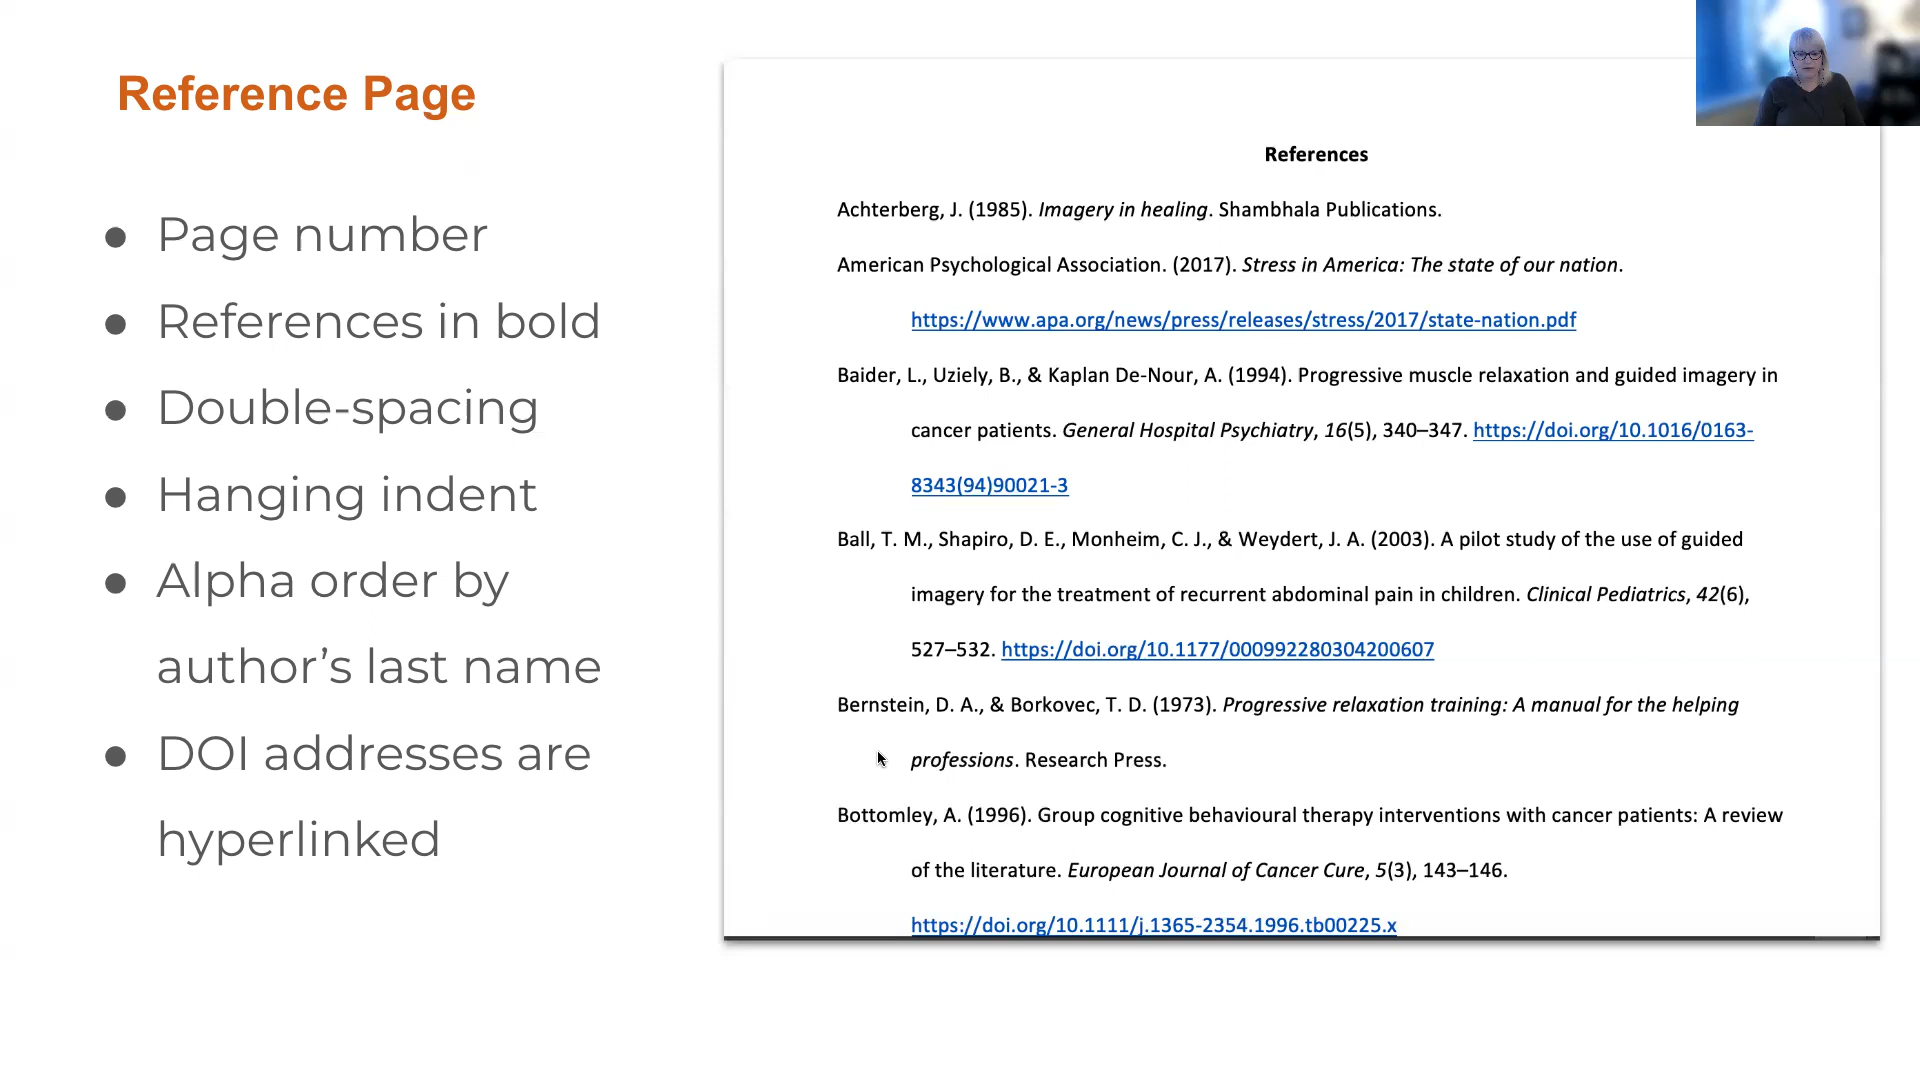 Reference Page
● Page number
● References in bold
● Double-spacing
● Hanging indent
● Alpha order by
author’s last name
● DOI addresses are
hyperlinked
References
Achterberg, J. (1985). Imagery in healing. Shambhala Publications.
American Psychological Association. (2017). Stress in America: The state of our nation.
https://www.apa.org/news/press/releases/stress/2017/state-nation.pdf
Baider, L., Uziely, B., & Kaplan De-Nour, A. (1994). Progressive muscle relaxation and guided imagery in
cancer patients. General Hospital Psychiatry, 16(5), 340–347. https://doi.org/10.1016/0163-
8343(94)90021-3
Ball, T. M., Shapiro, D. E., Monheim, C. J., & Weydert, J. A. (2003). A pilot study of the use of guided
imagery for the treatment of recurrent abdominal pain in children. Clinical Pediatrics, 42(6),
527–532. https://doi.org/10.1177/000992280304200607
Bernstein, D. A., & Borkovec, T. D. (1973). Progressive relaxation training: A manual for the helping
professions. Research Press.
Bottomley, A. (1996). Group cognitive behavioural therapy interventions with cancer patients: A review
of the literature. European Journal of Cancer Cure, 5(3), 143–146.
https://doi.org/10.1111/j.1365-2354.1996.tb00225.x